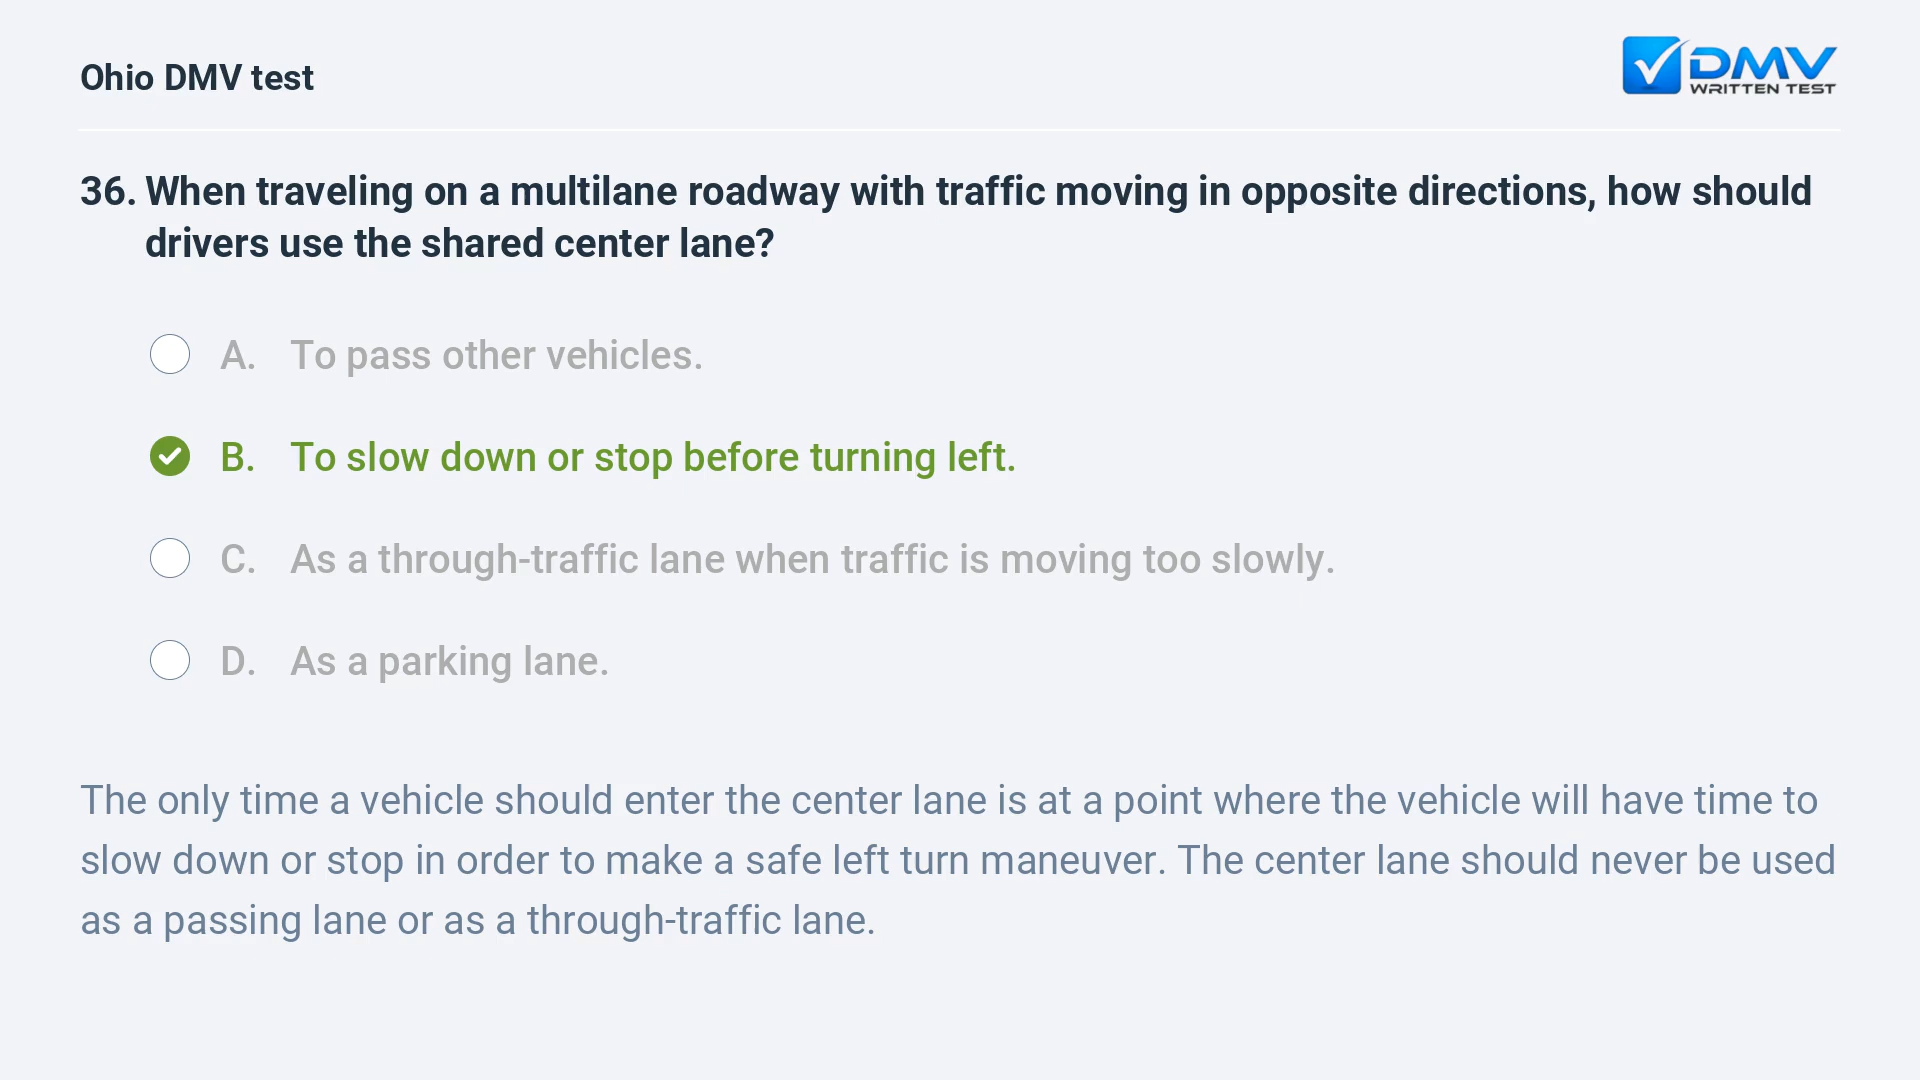 Ohio DMV test
DMV
WRITTEN TEST
36. When traveling on a multilane roadway with traffic moving in opposite directions, how should
drivers use the shared center lane?
A. To pass other vehicles.
B. To slow down or stop before turning left.
C. As a through-traffic lane when traffic is moving too slowly.
D. As a parking lane.
The only time a vehicle should enter the center lane is at a point where the vehicle will have time to
slow down or stop in order to make a safe left turn maneuver. The center lane should never be used
as a passing lane or as a through-traffic lane.